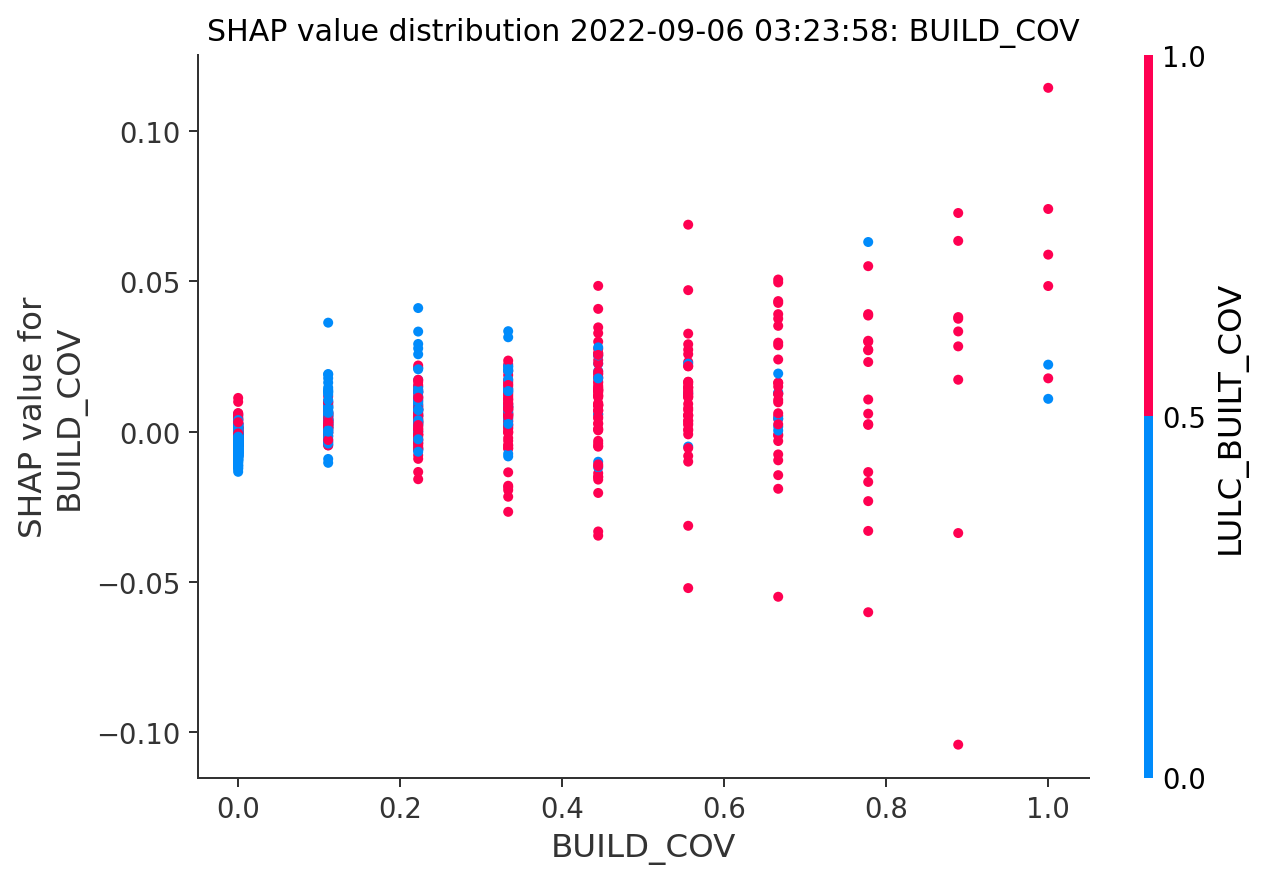 SHAP value distribution 2022-09-06 03:23:58: BUILD_COV
SHAP value for
BUILD_COV
0.10
0.05
0.00
−0.05
−0.10
0.0
0.2
0.4
0.6
0.8
1.0
BUILD_COV
1.0
0.5
0.0
LULC_BUILT_COV